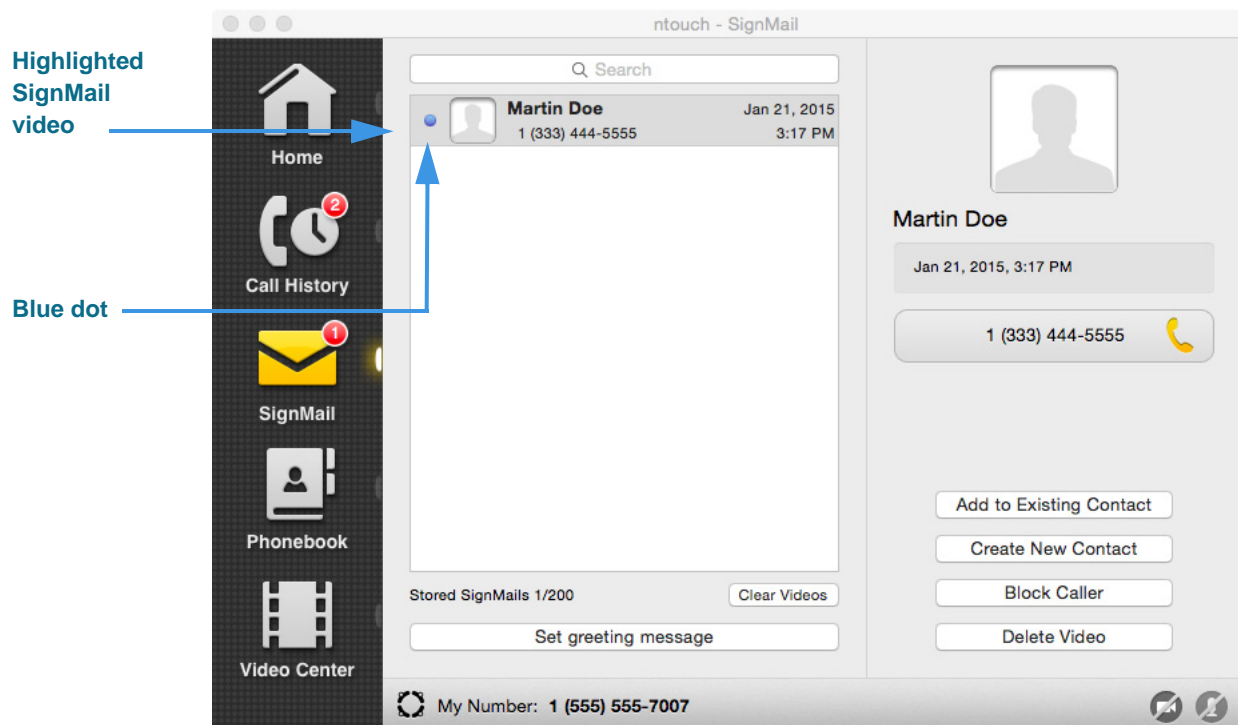 ntouch - SignMail
Highlighted
SignMail
video
Blue dot
Home
2
Call History
1
SignMail
Phonebook
Video Center
Search
Martin Doe
Jan 21, 2015
1 (333) 444-5555
3:17 PM
Stored SignMails 1/200
Clear Videos
Set greeting message
Martin Doe
Jan 21, 2015, 3:17 PM
1 (333) 444-5555
Add to Existing Contact
Create New Contact
Block Caller
Delete Video
My Number: 1 (555) 555-7007